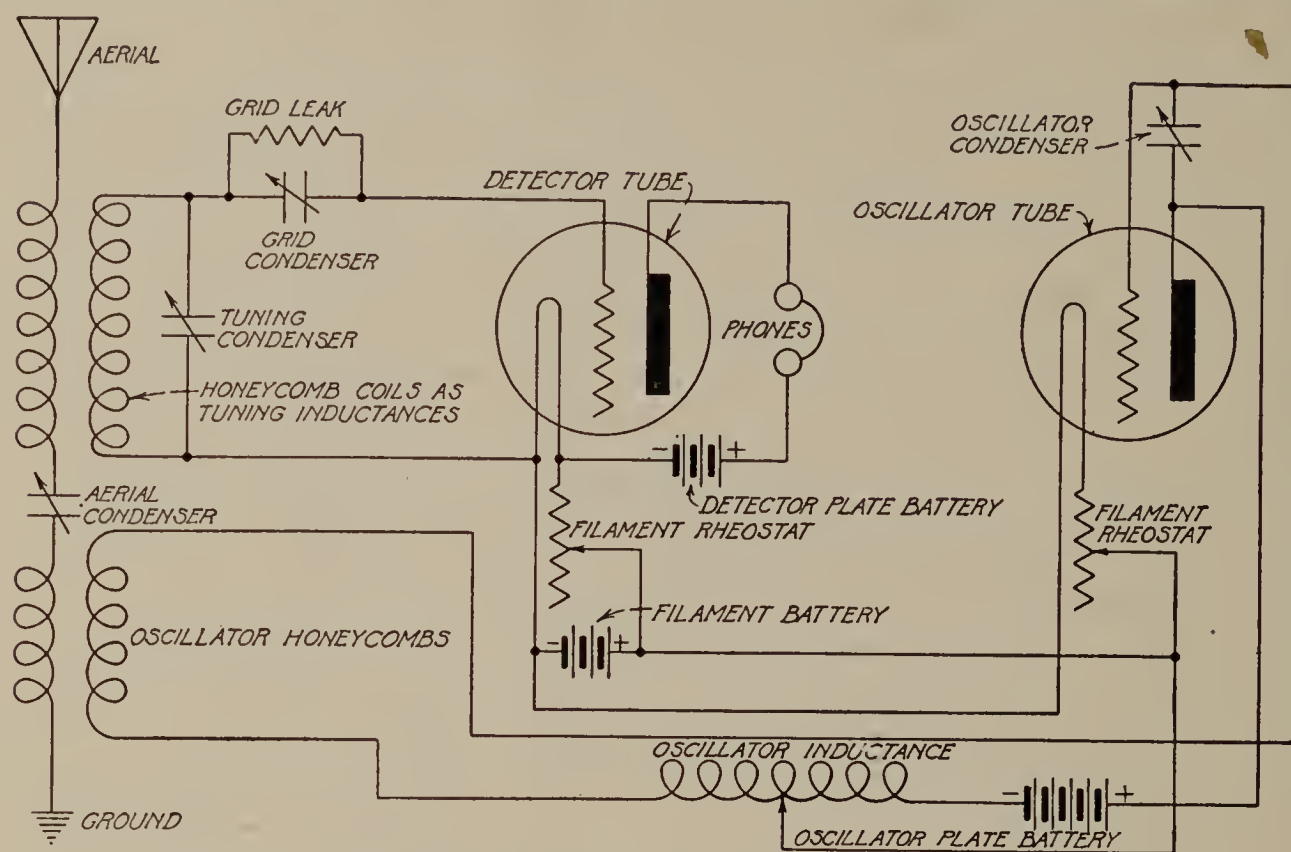 AERIAL
GRID LEAK
GRID
CONDENSER
DETECTOR TUBE
OSCILLATOR
CONDENSER
OSCILLATOR TUBE
TUNING
CONDENSER
PHONES
HONEYCOMB COILS AS
TUNING INDUCTANCES
- +
DETECTOR PLATE BATTERY
AERIAL
CONDENSER
FILAMENT RHEOSTAT
FILAMENT
RHEOSTAT
FILAMENT BATTERY
- +
OSCILLATOR HONEYCOMBS
OSCILLATOR INDUCTANCE
- +
OSCILLATOR PLATE BATTERY
GROUND